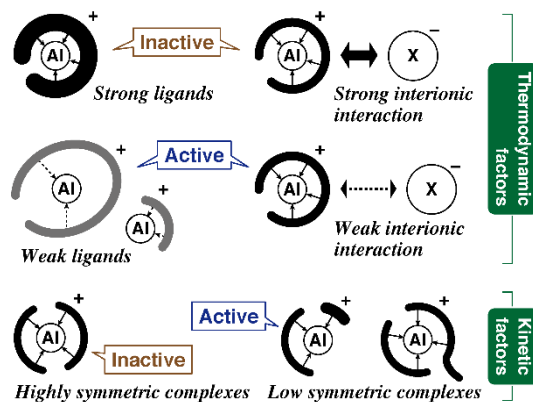 +
Al
Inactive
+
Al
−
X
Strong ligands
Strong interionic
interaction
+
Al
+
Al
Active
+
Al
−
X
Weak ligands
Weak interionic
interaction
Thermodynamic
factors
+
Al
Inactive
Active
+
Al
+
Al
Highly symmetric complexes
Low symmetric complexes
Kinetic
factors